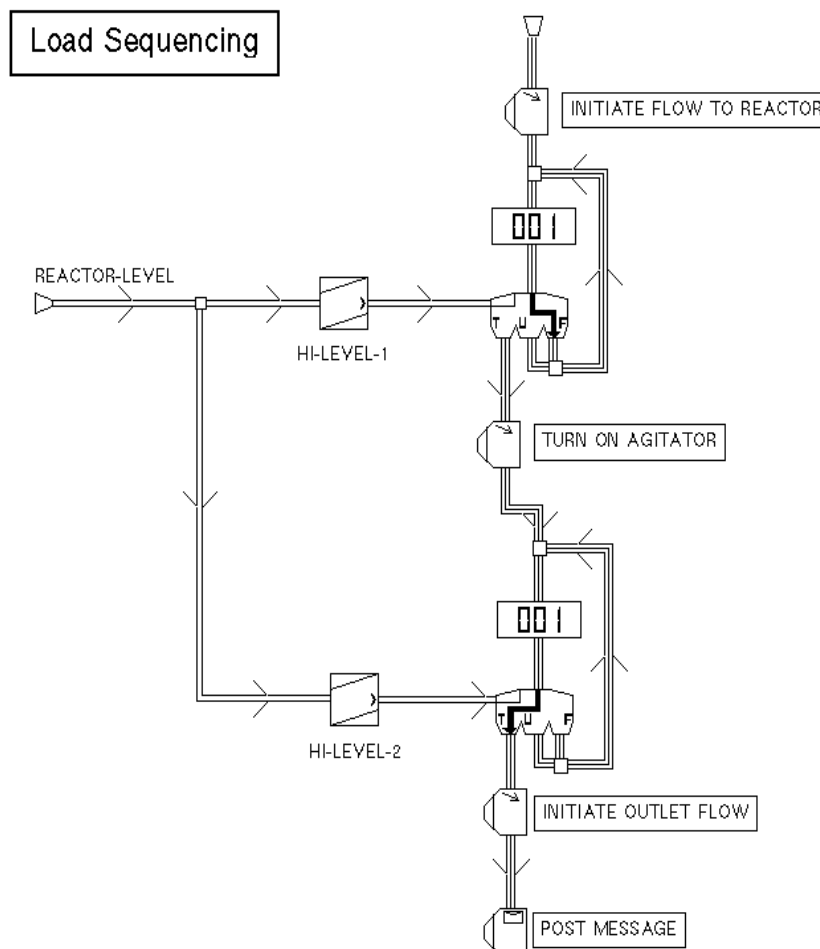 Load Sequencing
INITIATE FLOW TO REACTOR
001
REACTOR-LEVEL
T U F
HI-LEVEL-1
TURN ON AGITATOR
001
T U F
HI-LEVEL-2
INITIATE OUTLET FLOW
POST MESSAGE